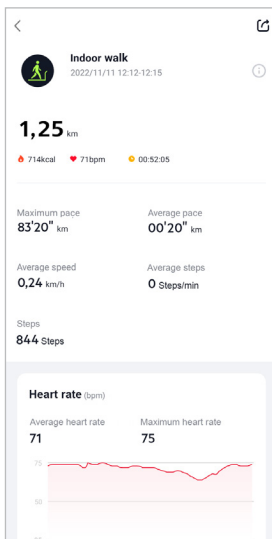 Indoor walk
2022/11/11 12:12-12:15
1,25 km
714kcal 71bpm 00:52:05
Maximum pace Average pace
83'20" km 00'20" km
Average speed Average steps
0,24 km/h 0 Steps/min
Steps
844 Steps
Heart rate (bpm)
Average heart rate Maximum heart rate
71 75
75
50